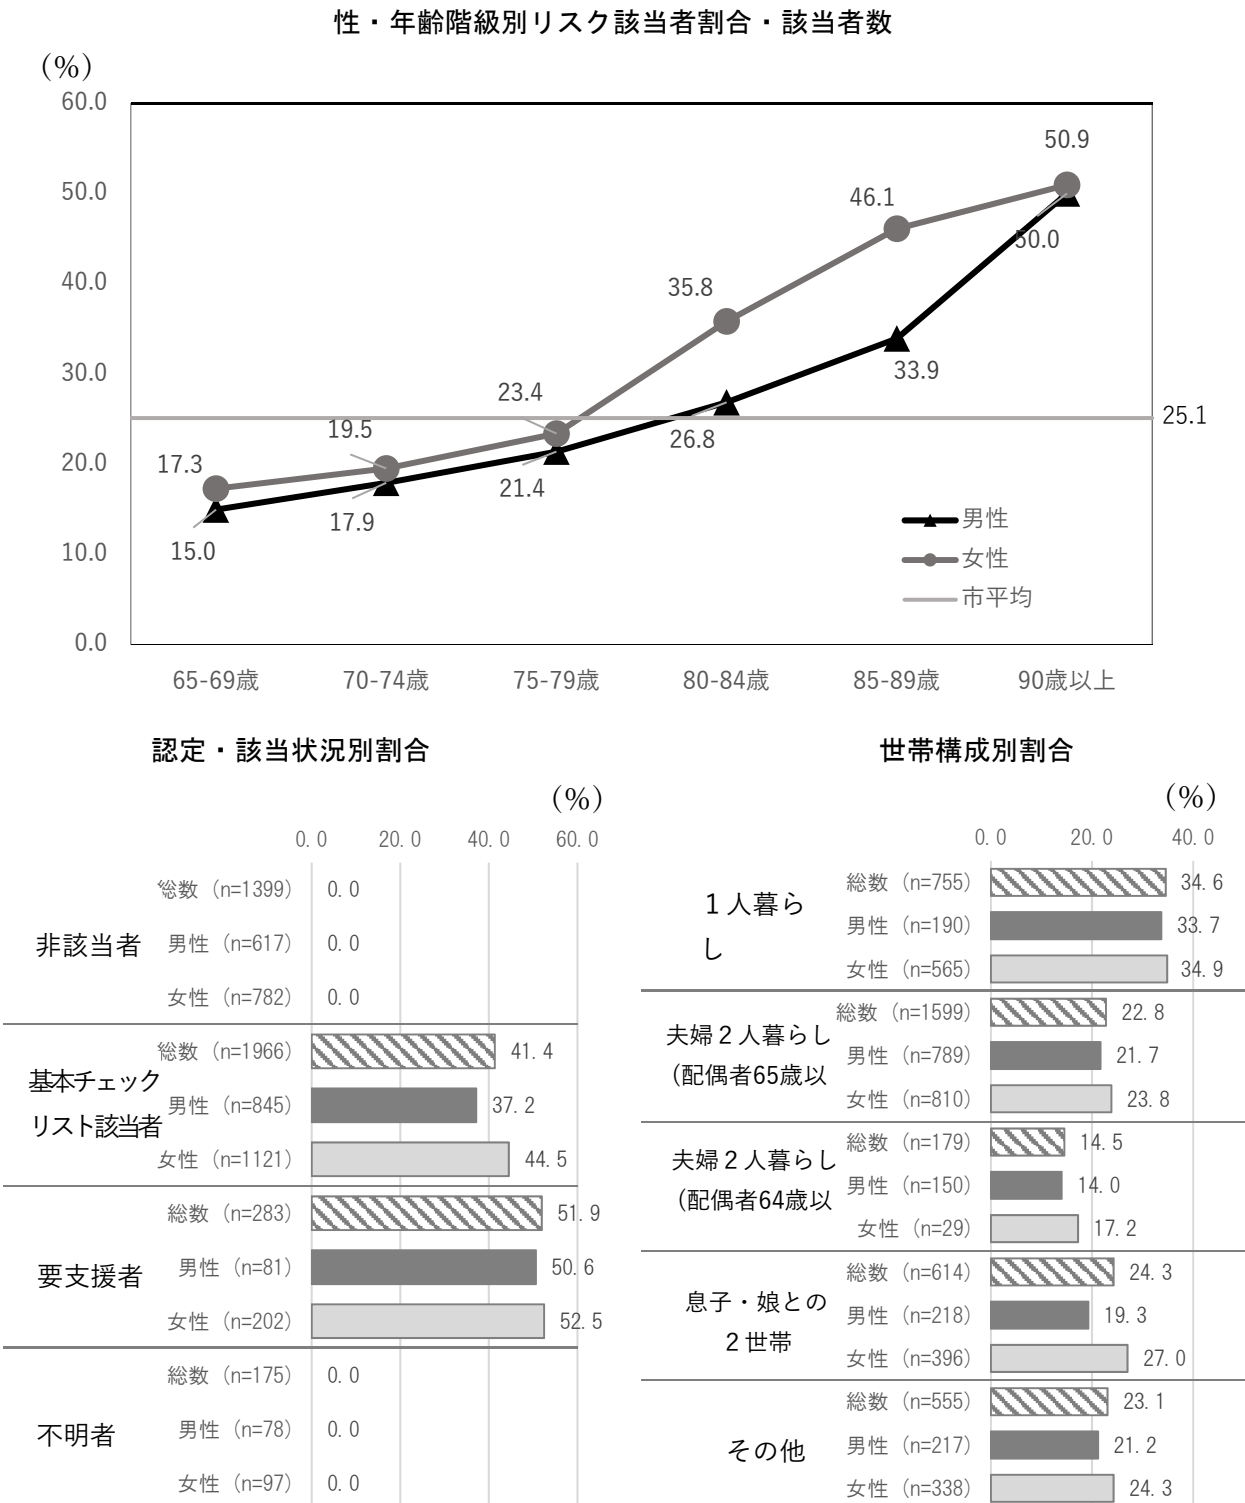 性・年齢階級別リスク該当者割合・該当者数
（%）
60.0
50.0
40.0
30.0
20.0
10.0
0.0
50.9
46.1
50.0
35.8
33.9
23.4
25.1
19.5
26.8
17.3
21.4
17.9
15.0
男性
女性
市平均
65-69歳 70-74歳 75-79歳 80-84歳 85-89歳 90歳以上
認定・該当状況別割合
（%）
0.0 20.0 40.0 60.0
非該当者
総数（n=1399） 0.0
男性（n=617） 0.0
女性（n=782） 0.0
基本チェック
リスト該当者
総数（n=1966） 41.4
男性（n=845） 37.2
女性（n=1121） 44.5
要支援者
総数（n=283） 51.9
男性（n=81） 50.6
女性（n=202） 52.5
不明者
総数（n=175） 0.0
男性（n=78） 0.0
女性（n=97） 0.0
世帯構成別割合
（%）
0.0 20.0 40.0
１人暮ら
し
総数（n=755） 34.6
男性（n=190） 33.7
女性（n=565） 34.9
夫婦２人暮らし
(配偶者65歳以
総数（n=1599） 22.8
男性（n=789） 21.7
女性（n=810） 23.8
夫婦２人暮らし
(配偶者64歳以
総数（n=179） 14.5
男性（n=150） 14.0
女性（n=29） 17.2
息子・娘との
２世帯
総数（n=614） 24.3
男性（n=218） 19.3
女性（n=396） 27.0
その他
総数（n=555） 23.1
男性（n=217） 21.2
女性（n=338） 24.3